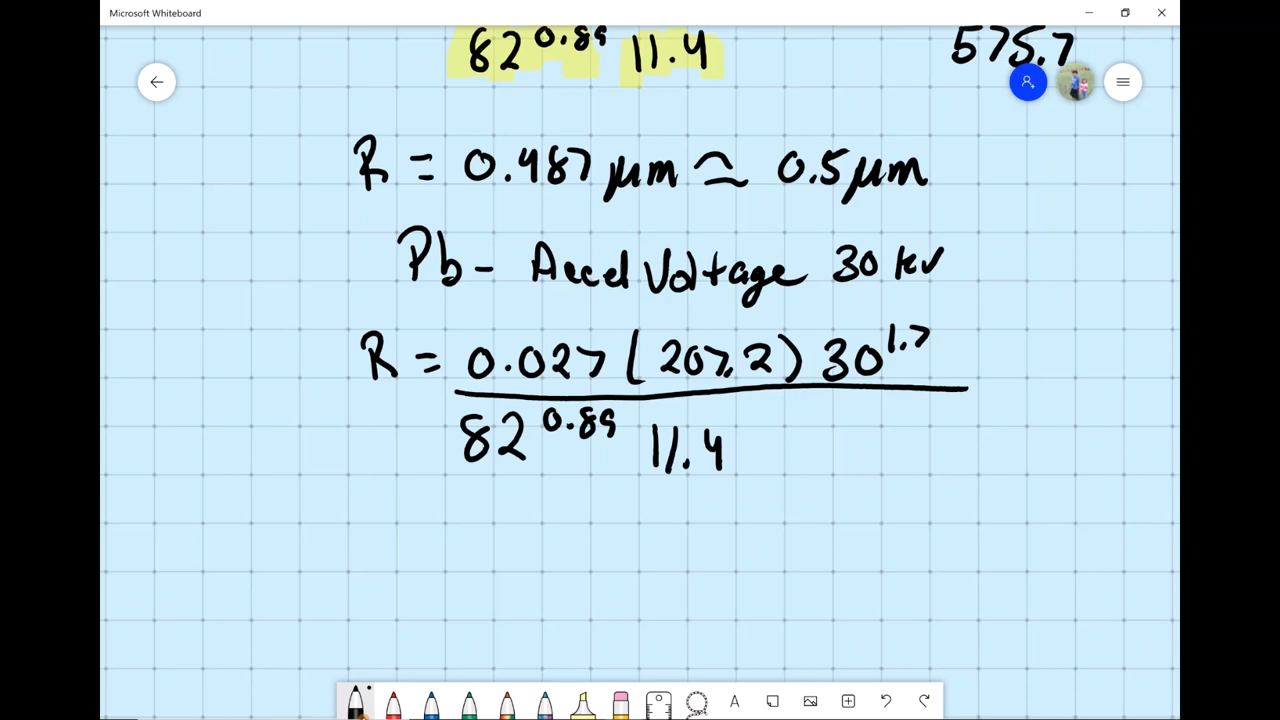 Microsoft Whiteboard
82^0.89 11.4 575.7
R = 0.487 μm ≃ 0.5 μm
Pb - Accel Voltage 30 kv
R = 0.027 (207.2) 30^1.7
82^0.89 11.4
A